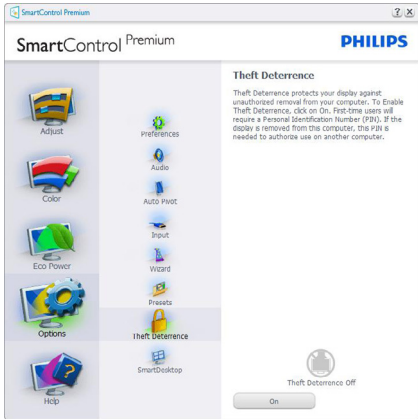 SmartControl Premium
SmartControl Premium
PHILIPS
Adjust
Color
Eco Power
Options
Help
Preferences
Audio
Auto Pivot
Input
Wizard
Presets
Theft Deterrence
SmartDesktop
Theft Deterrence
Theft Deterrence protects your display against
unauthorized removal from your computer. To Enable
Theft Deterrence, click on On. First-time users will
require a Personal Identification Number (PIN). If the
display is removed from this computer, this PIN is
needed to authorize use on another computer.
Theft Deterrence Off
On